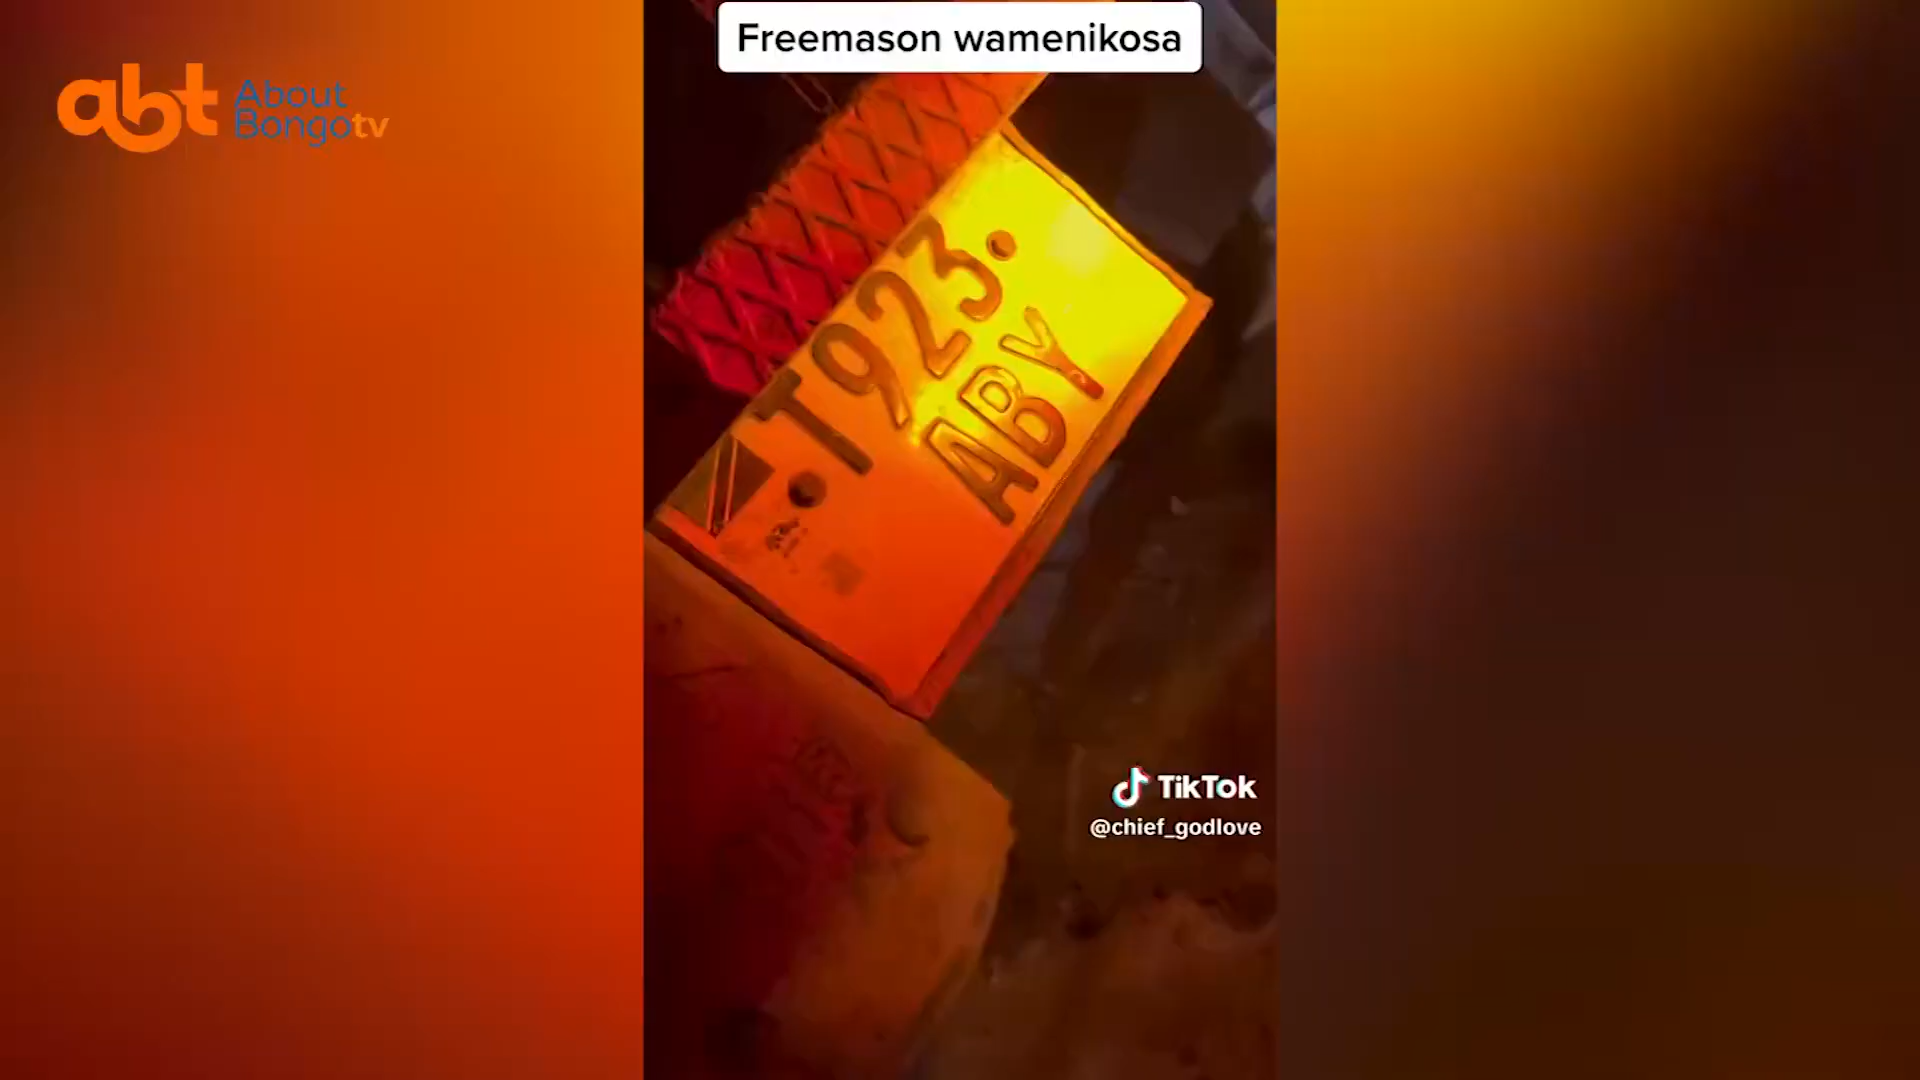 Freemason wamenikosa
abt
About
Bongotv
T923
ABY
TikTok
@chief_godlove